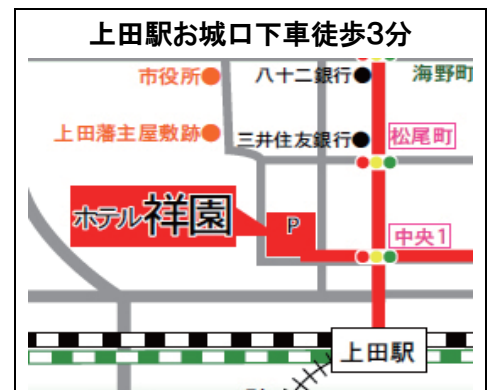 上田駅お城口下車徒歩3分
市役所
八十二銀行
海野町
上田藩主屋敷跡
三井住友銀行
松尾町
ホテル祥園
P
中央1
上田駅